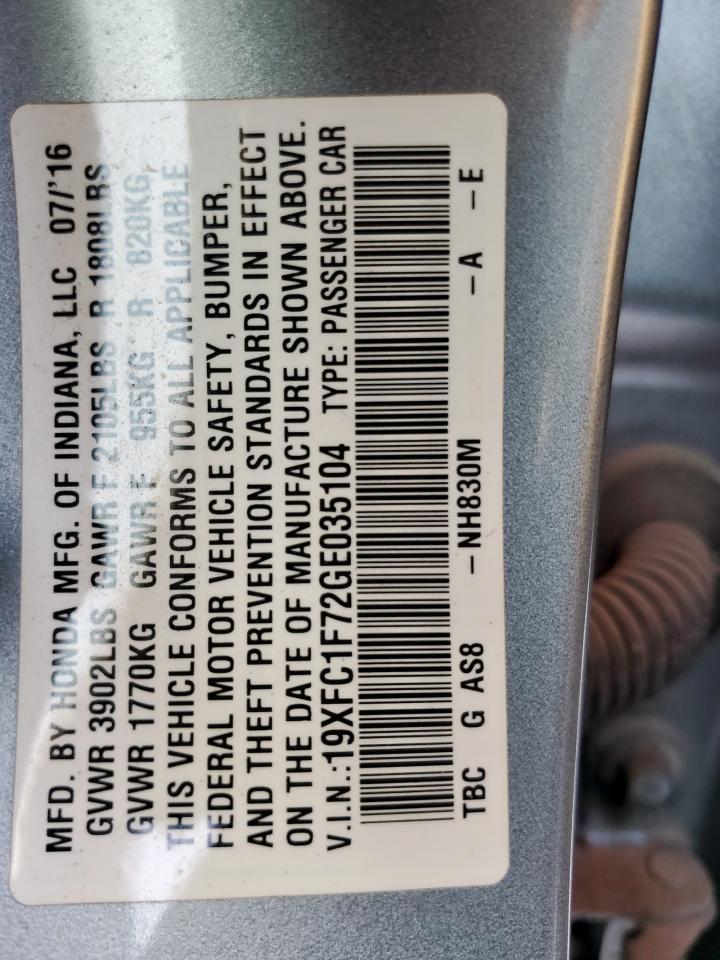 MFD. BY HONDA MFG. OF INDIANA, LLC 07/'16
GVWR 3902LBS GAWR F 2105LBS R 1808LBS
GVWR 1770KG GAWR F 955KG R 820KG
THIS VEHICLE CONFORMS TO ALL APPLICABLE
FEDERAL MOTOR VEHICLE SAFETY, BUMPER,
AND THEFT PREVENTION STANDARDS IN EFFECT
ON THE DATE OF MANUFACTURE SHOWN ABOVE.
V.I.N.:19XFC1F72GE035104 TYPE: PASSENGER CAR
TBC G AS8 –NH830M –A –E